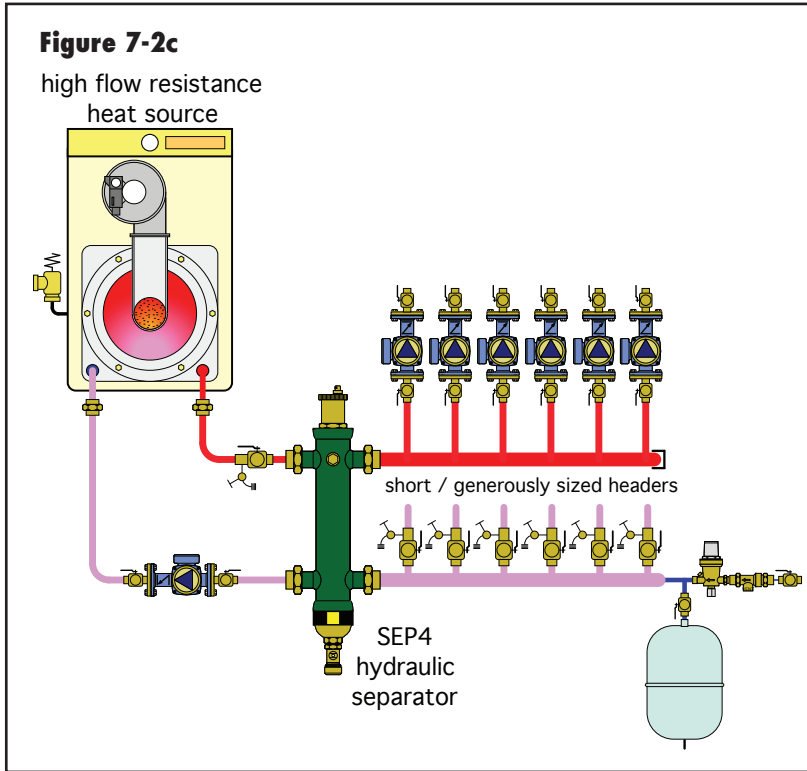 Figure 7-2c
high flow resistance
heat source
short / generously sized headers
SEP4
hydraulic
separator